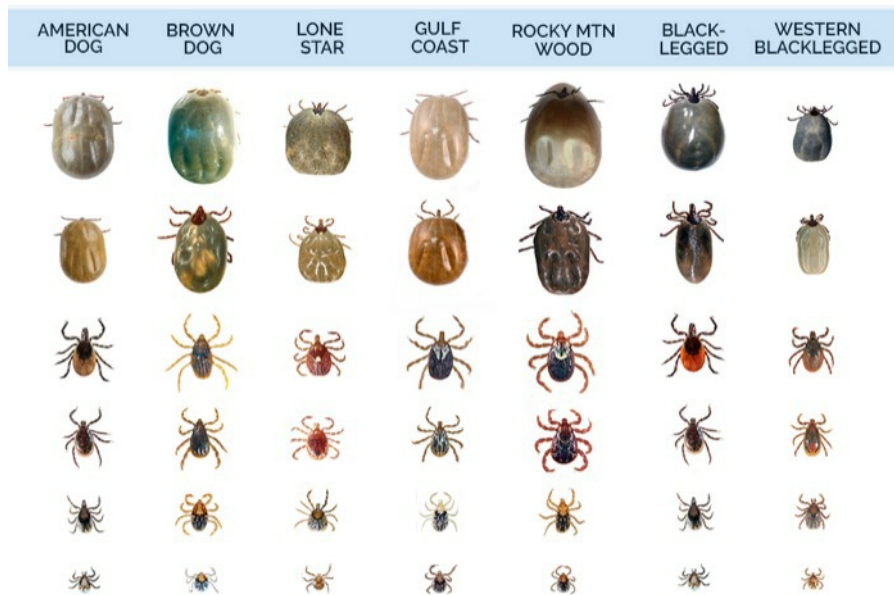 AMERICAN DOG
BROWN DOG
LONE STAR
GULF COAST
ROCKY MTN WOOD
BLACK-LEGGED
WESTERN BLACKLEGGED